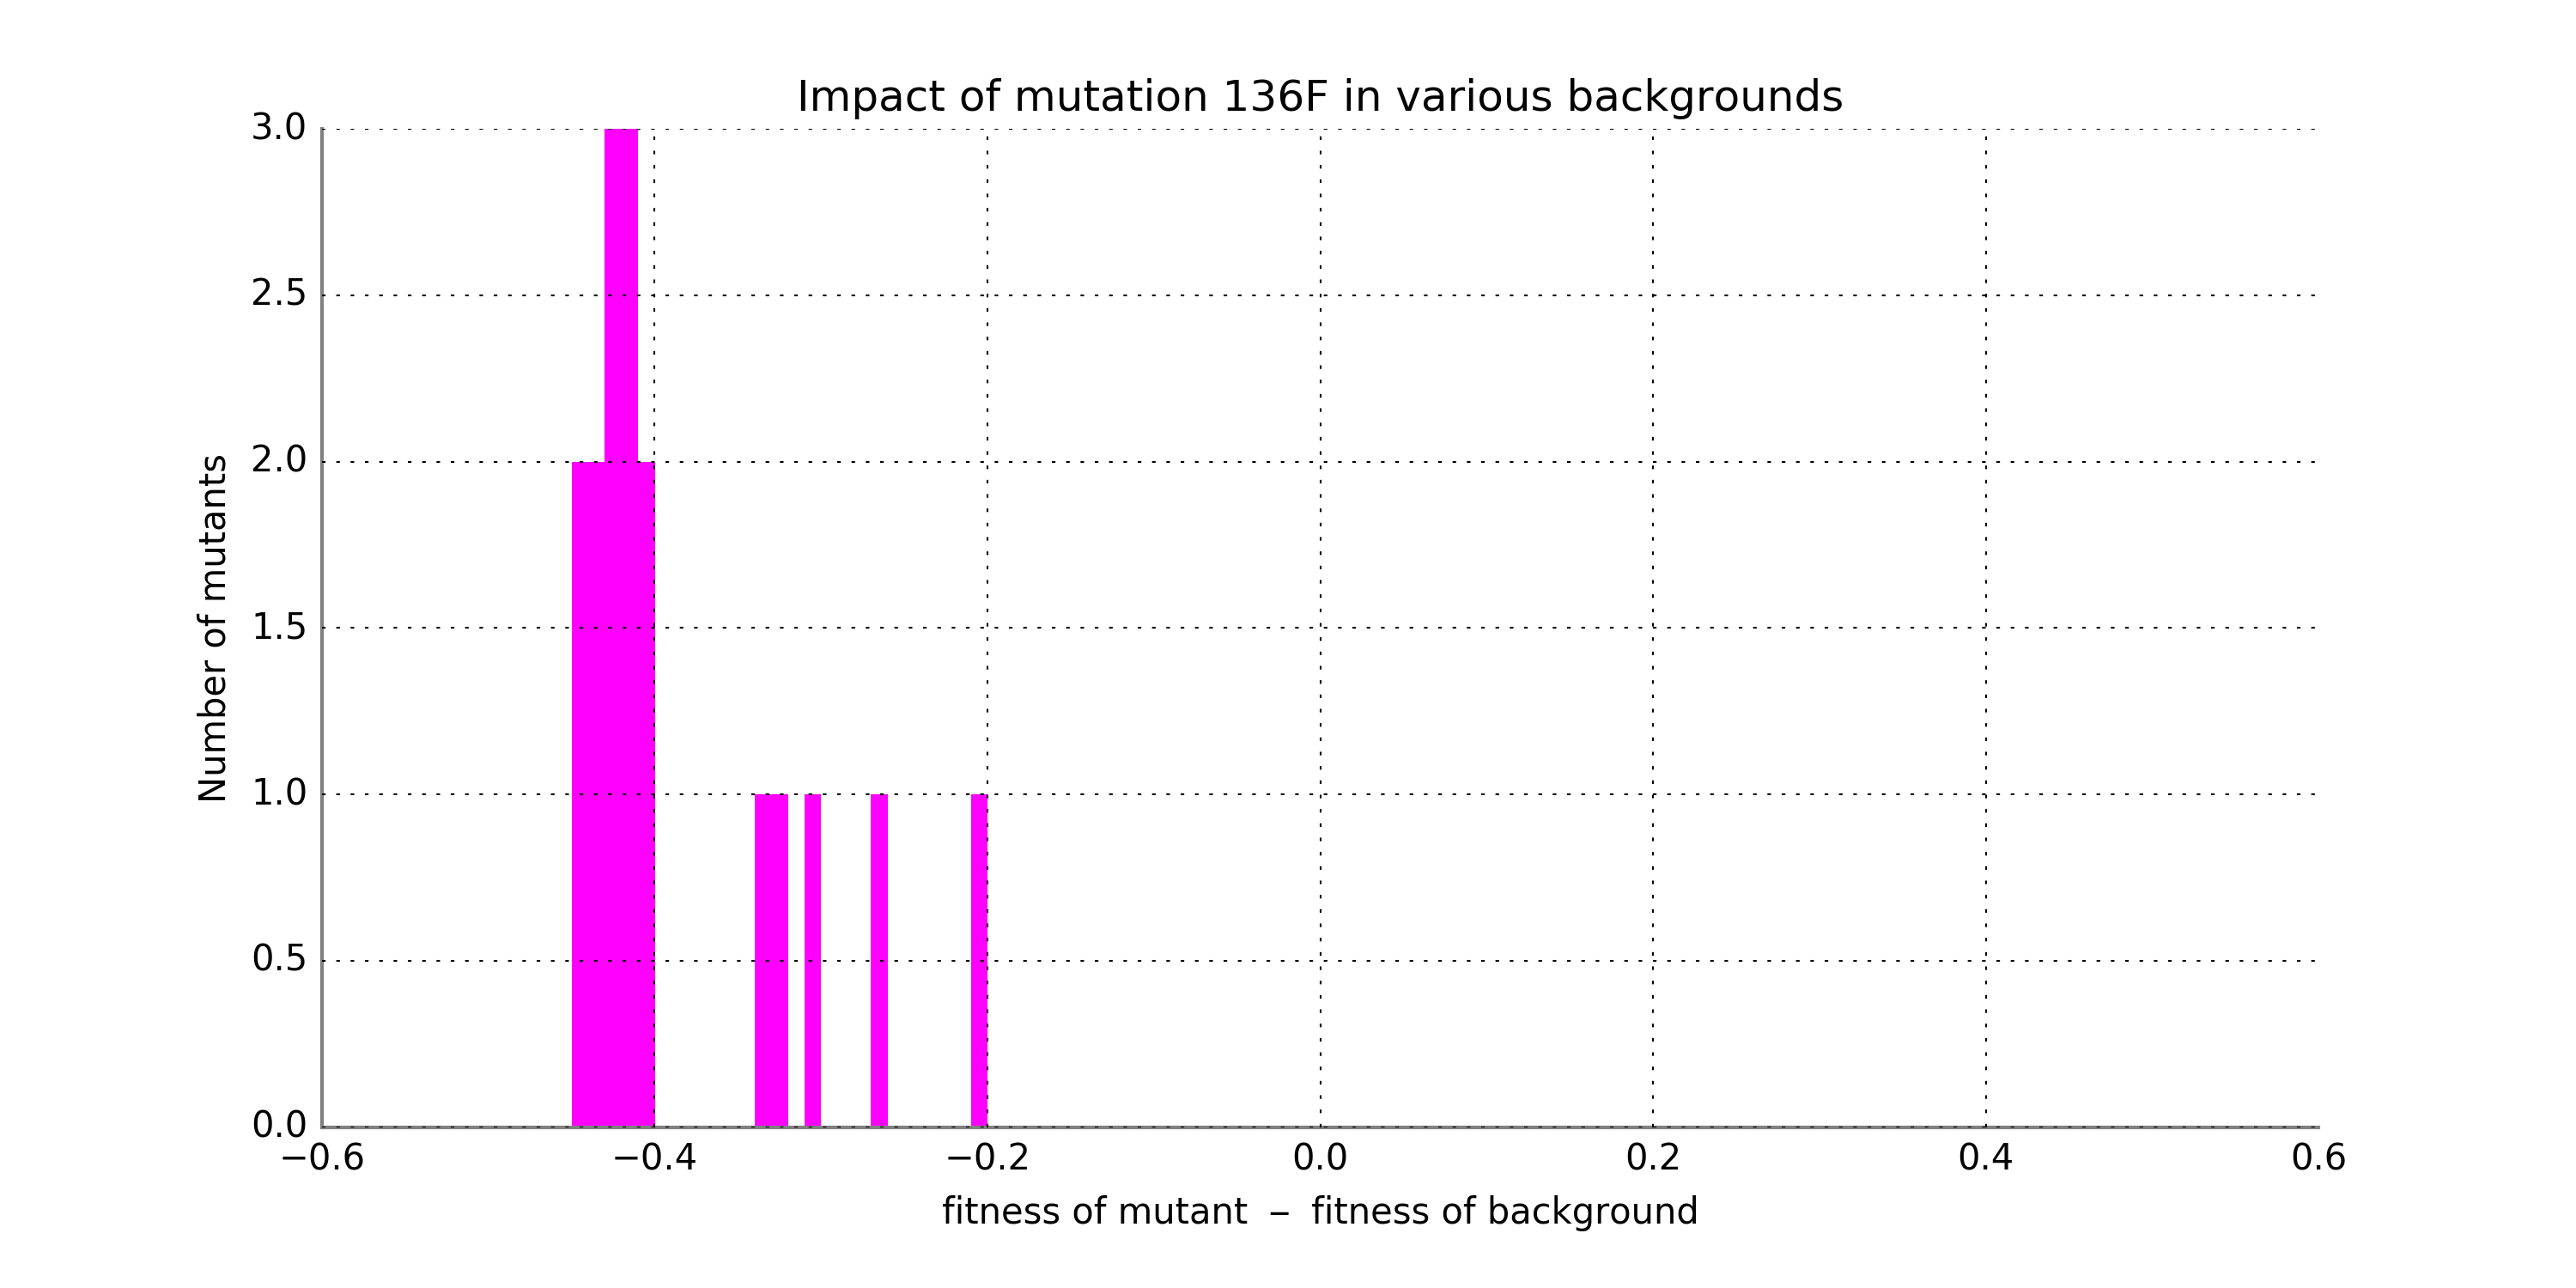 Impact of mutation 136F in various backgrounds
3.0
2.5
2.0
1.5
1.0
0.5
0.0
Number of mutants
−0.6 −0.4 −0.2 0.0 0.2 0.4 0.6
fitness of mutant − fitness of background